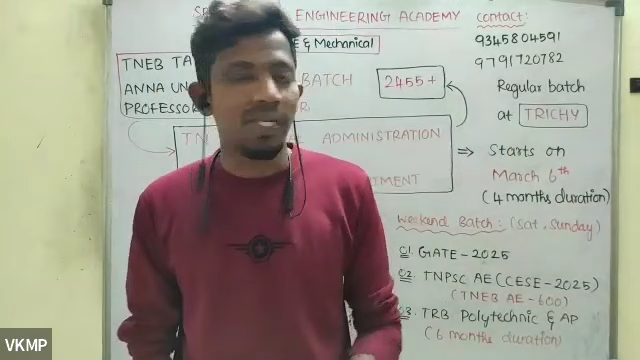 ENGINEERING ACADEMY
E & Mechanical
TNEB TA
ANNA UN BATCH 2455+
PROFESSOR
TN ADMINISTRATION
contact:
9345804591
9791720782
Regular batch
at TRICHY
⇒ Starts on
March 6th
(4 months duration)
Weekend Batch: (Sat, Sunday)
01. GATE-2025
02. TNPSC AE (CESE-2025)
(TNEB AE-600)
03. TRB Polytechnic & AP
(6 months duration)
VKMP